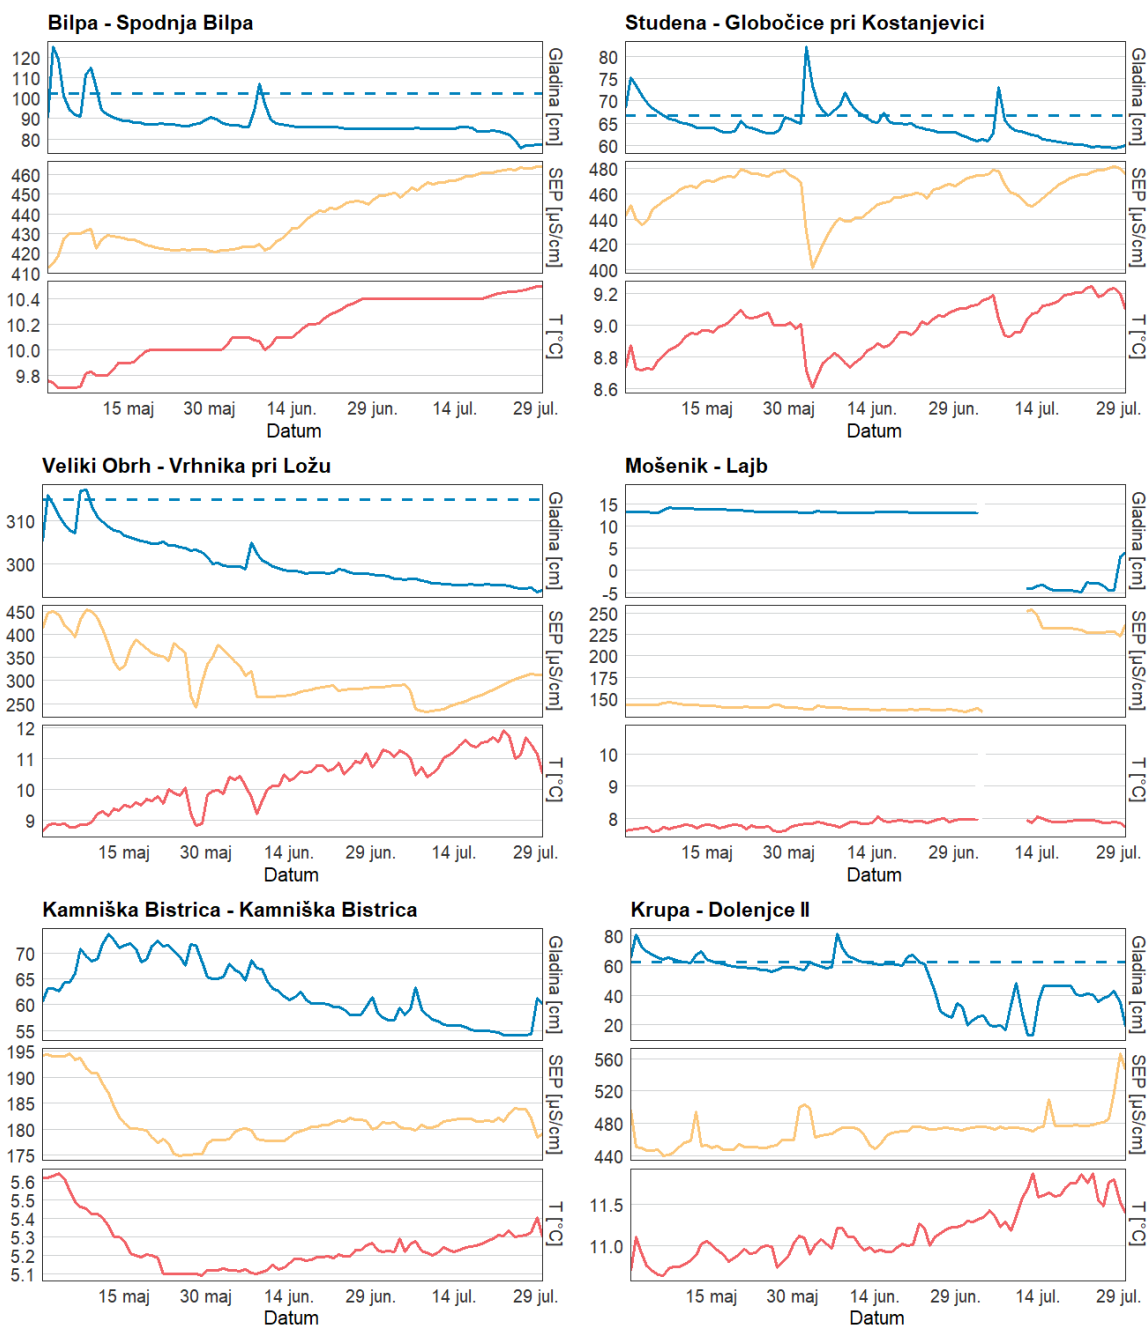 Bilpa - Spodnja Bilpa
120
110
100
90
80
Gladina [cm]
460
450
440
430
420
410
SEP [µS/cm]
10.4
10.2
10.0
9.8
T [°C]
15 maj 30 maj 14 jun. 29 jun. 14 jul. 29 jul.
Datum
Studena - Globočice pri Kostanjevici
80
75
70
65
60
Gladina [cm]
480
460
440
420
400
SEP [µS/cm]
9.2
9.0
8.8
8.6
T [°C]
15 maj 30 maj 14 jun. 29 jun. 14 jul. 29 jul.
Datum
Veliki Obrh - Vrhnika pri Ložu
310
300
Gladina [cm]
450
400
350
300
250
SEP [µS/cm]
12
11
10
9
T [°C]
15 maj 30 maj 14 jun. 29 jun. 14 jul. 29 jul.
Datum
Mošenik - Lajb
15
10
5
0
-5
Gladina [cm]
250
225
200
150
SEP [µS/cm]
10
9
8
T [°C]
15 maj 30 maj 14 jun. 29 jun. 14 jul. 29 jul.
Datum
Kamniška Bistrica - Kamniška Bistrica
70
65
60
55
Gladina [cm]
195
190
185
180
175
SEP [µS/cm]
5.6
5.5
5.4
5.3
5.2
5.1
T [°C]
15 maj 30 maj 14 jun. 29 jun. 14 jul. 29 jul.
Datum
Krupa - Dolenjce II
80
60
40
20
Gladina [cm]
560
520
480
440
SEP [µS/cm]
11.5
11.0
T [°C]
15 maj 30 maj 14 jun. 29 jun. 14 jul. 29 jul.
Datum